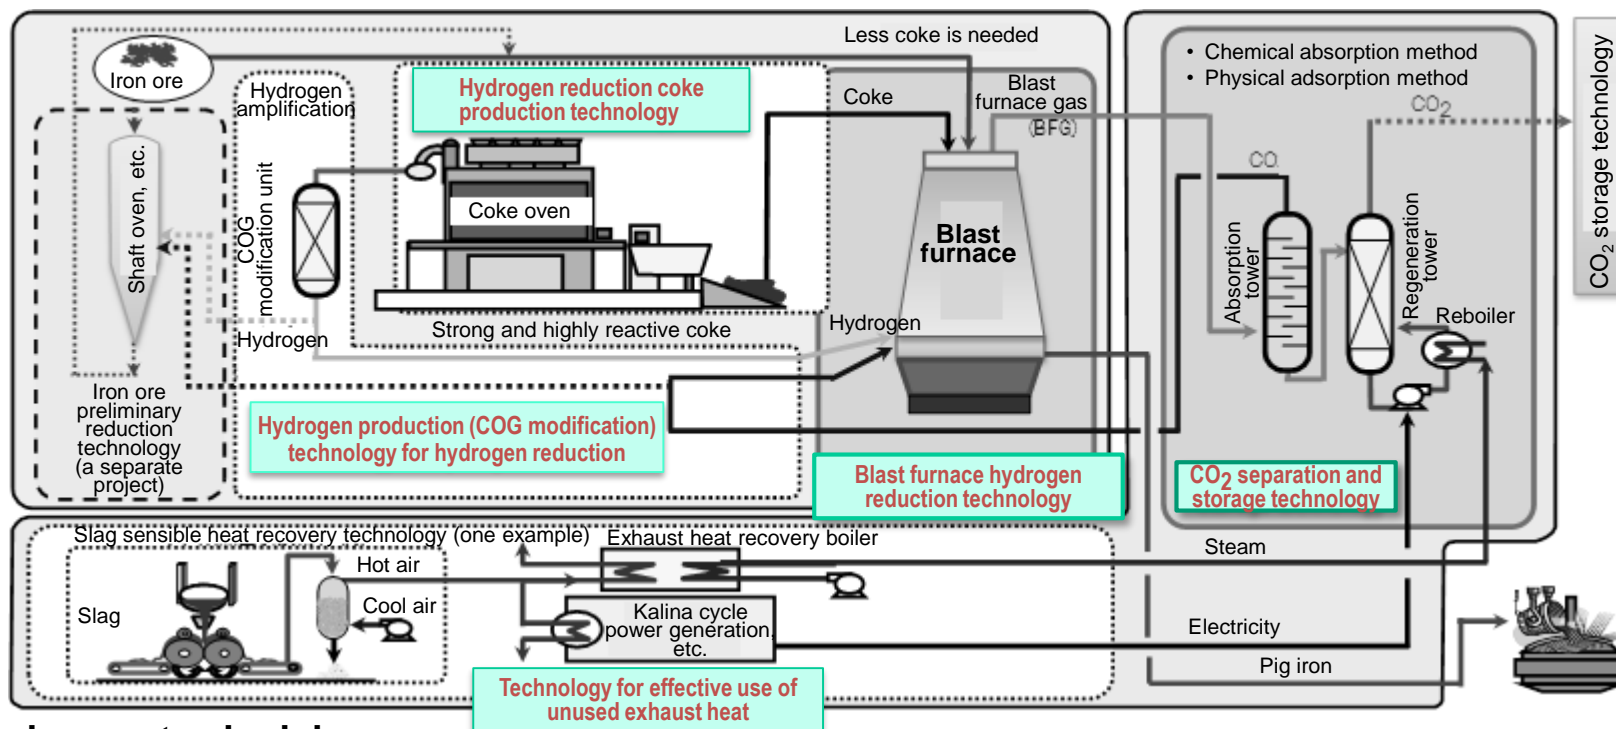 Less coke is needed
Iron ore
Hydrogen
amplification
Hydrogen reduction coke
production technology
Coke
Blast
furnace gas
(BFG)
• Chemical absorption method
• Physical adsorption method
CO2
CO
CO2 storage technology
Shaft oven, etc.
COG
modification unit
Coke oven
Blast
furnace
Absorption
tower
Regeneration
tower
Reboiler
Strong and highly reactive coke
Hydrogen
Hydrogen
Iron ore
preliminary
reduction
technology
(a separate
project)
Hydrogen production (COG modification)
technology for hydrogen reduction
Blast furnace hydrogen
reduction technology
CO2 separation and
storage technology
Slag sensible heat recovery technology (one example)
Exhaust heat recovery boiler
Steam
Hot air
Cool air
Slag
Kalina cycle
power generation,
etc.
Electricity
Pig iron
Technology for effective use of
unused exhaust heat